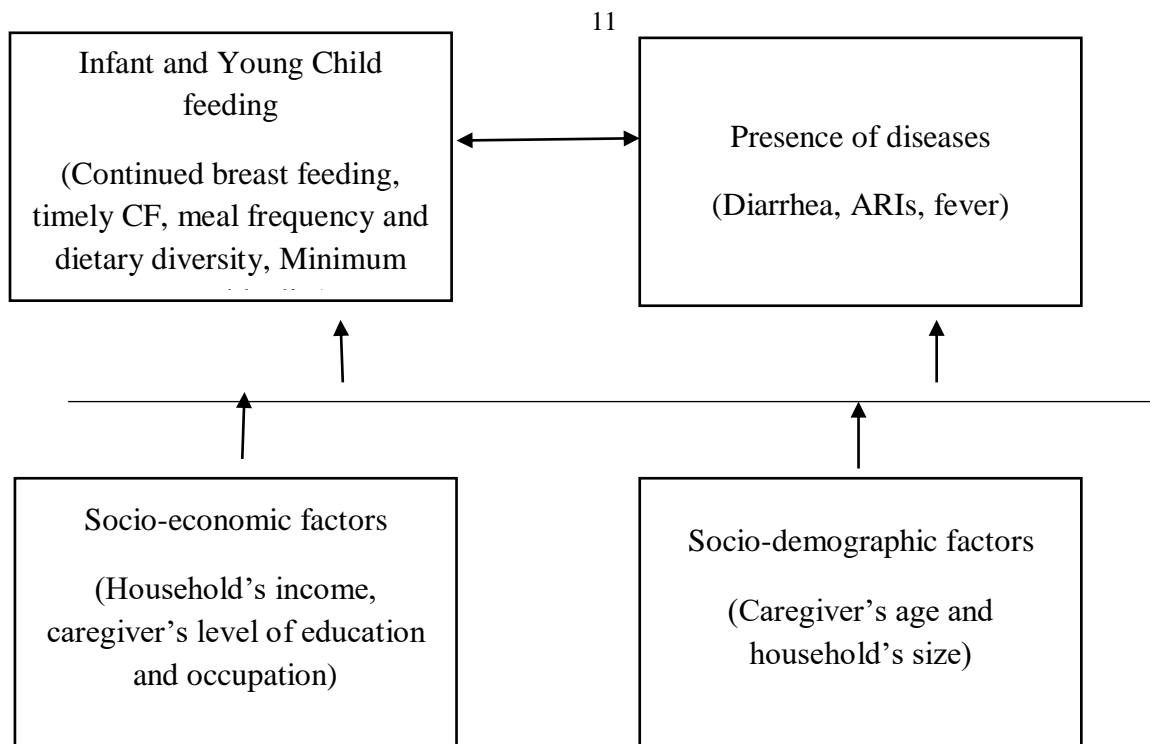 11
Infant and Young Child
feeding
(Continued breast feeding,
timely CF, meal frequency and
dietary diversity, Minimum
Presence of diseases
(Diarrhea, ARIs, fever)
Socio-economic factors
(Household’s income,
caregiver’s level of education
and occupation)
Socio-demographic factors
(Caregiver’s age and
household’s size)